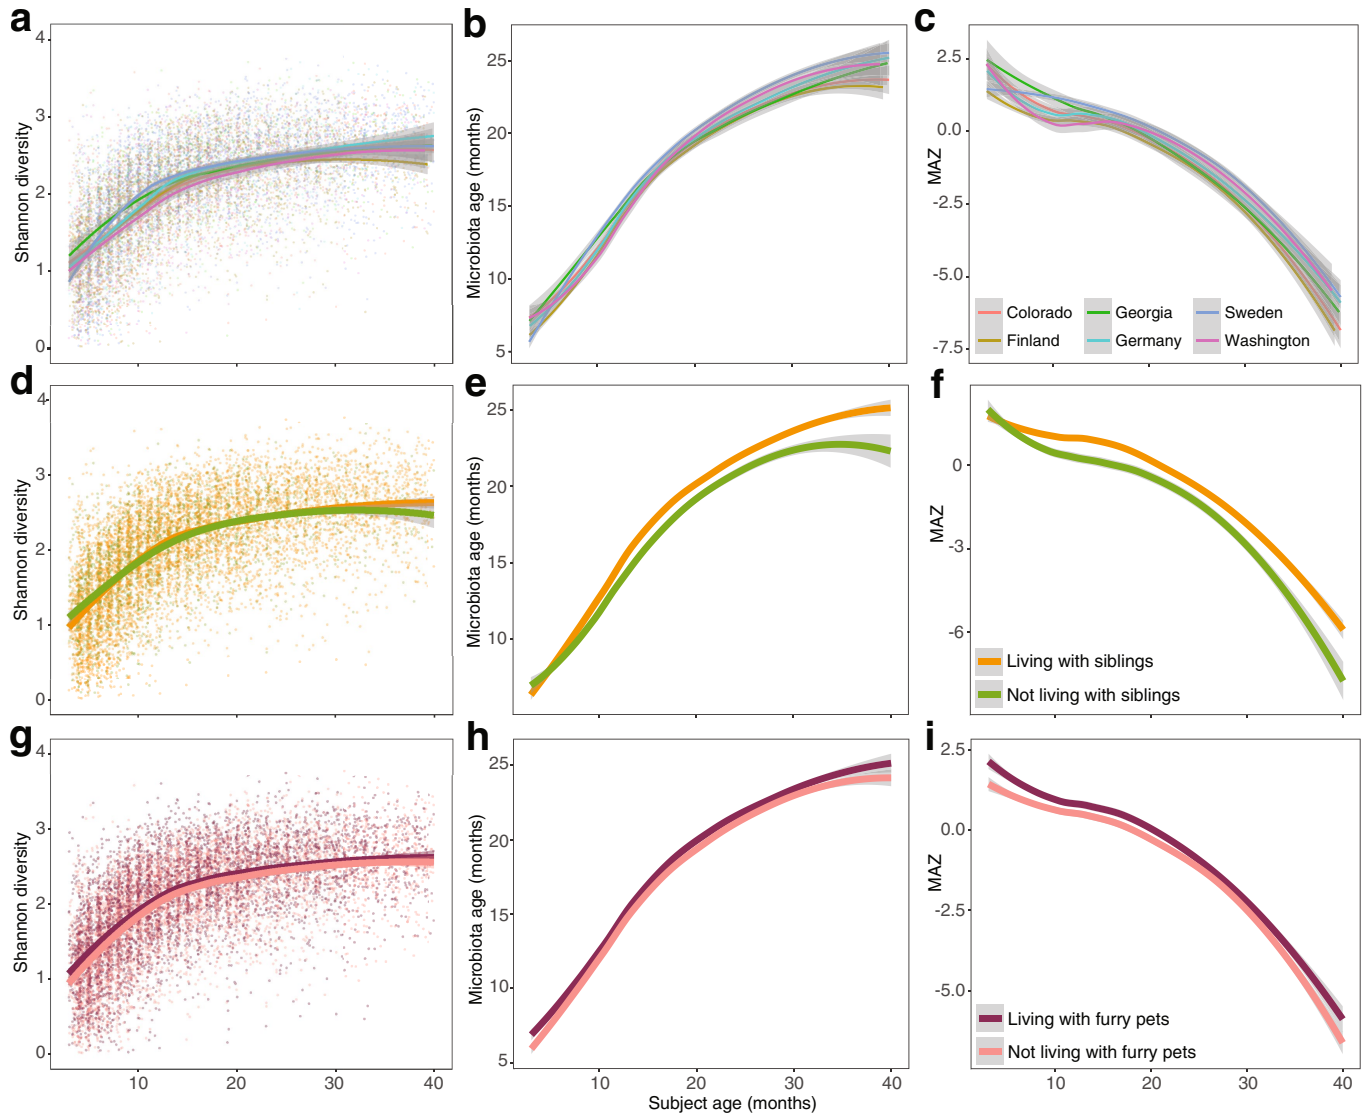 a
4
3
2
1
0
Shannon diversity
b
25
20
15
10
5
Microbiota age (months)
c
2.5
0.0
-2.5
-5.0
-7.5
MAZ
Colorado Georgia Sweden
Finland Germany Washington
d
4
3
2
1
0
Shannon diversity
e
25
20
15
10
Microbiota age (months)
f
0
-3
-6
MAZ
Living with siblings
Not living with siblings
g
4
3
2
1
0
Shannon diversity
10 20 30 40
h
25
20
15
10
5
Microbiota age (months)
10 20 30 40
Subject age (months)
i
2.5
0.0
-2.5
-5.0
MAZ
Living with furry pets
Not living with furry pets
10 20 30 40